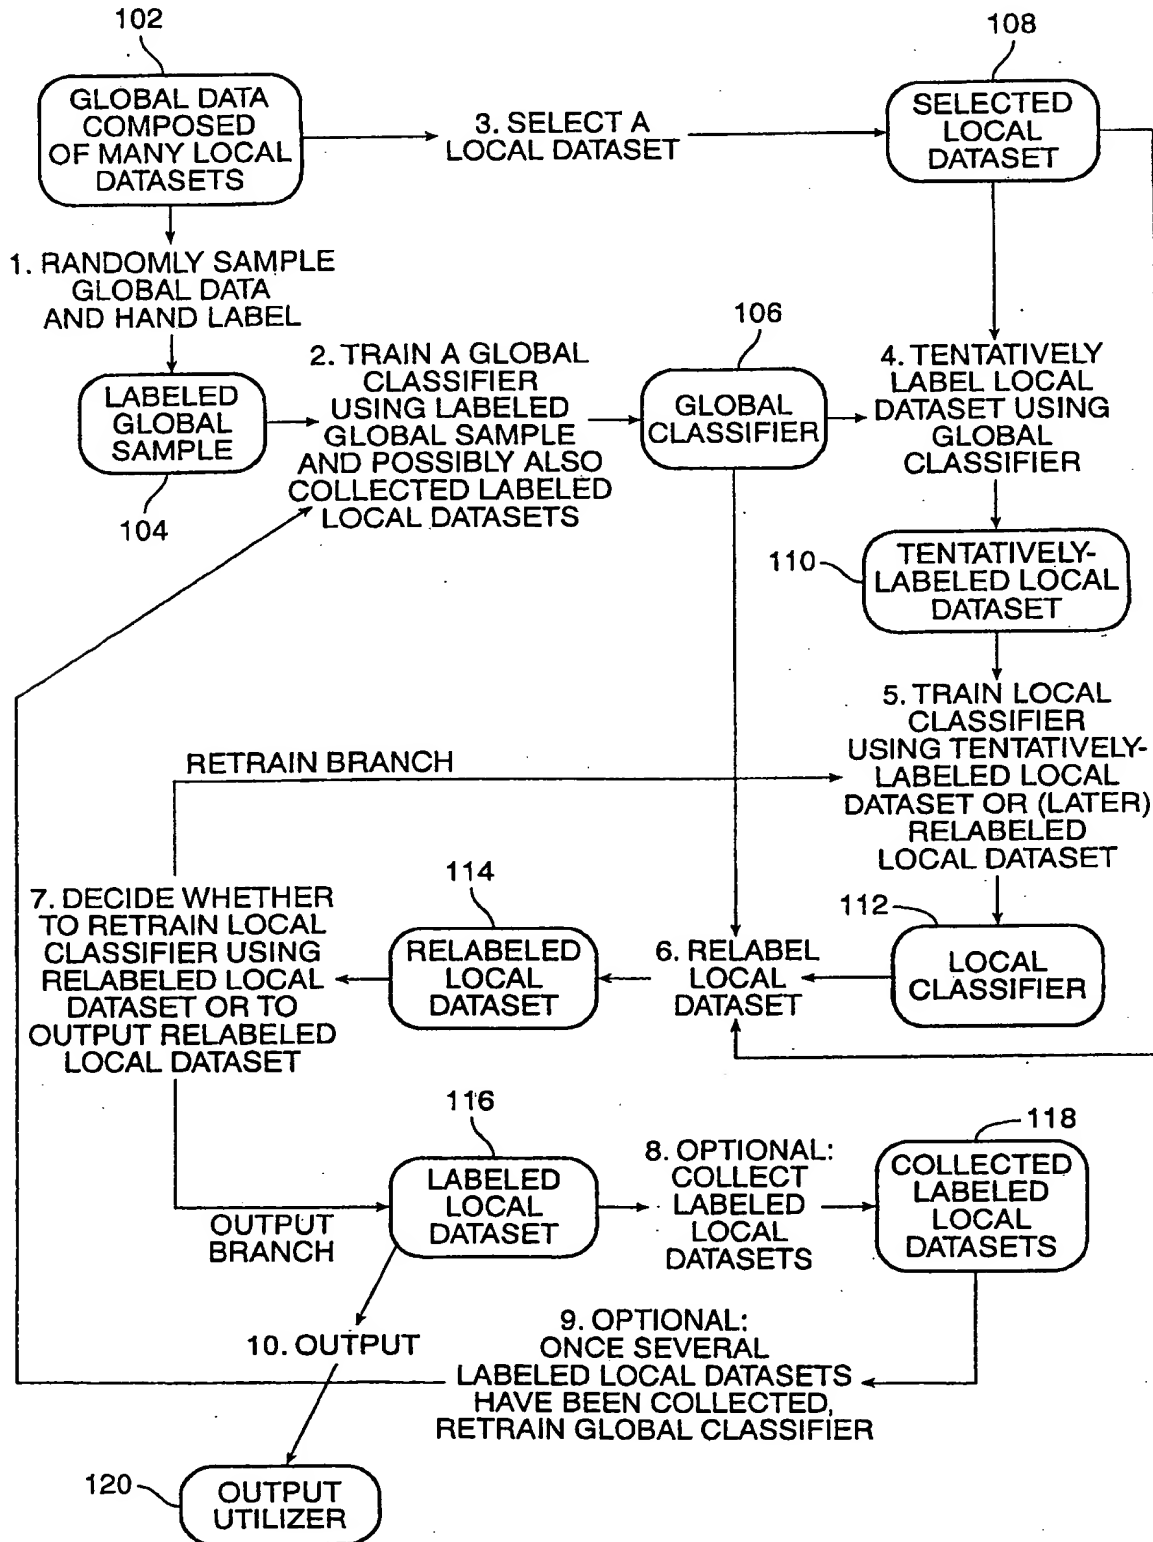 102
GLOBAL DATA
COMPOSED
OF MANY LOCAL
DATASETS
3. SELECT A
LOCAL DATASET
108
SELECTED
LOCAL
DATASET
1. RANDOMLY SAMPLE
GLOBAL DATA
AND HAND LABEL
LABELED
GLOBAL
SAMPLE
104
2. TRAIN A GLOBAL
CLASSIFIER
USING LABELED
GLOBAL SAMPLE
AND POSSIBLY ALSO
COLLECTED LABELED
LOCAL DATASETS
106
GLOBAL
CLASSIFIER
4. TENTATIVELY
LABEL LOCAL
DATASET USING
GLOBAL
CLASSIFIER
110
TENTATIVELY-
LABELED LOCAL
DATASET
5. TRAIN LOCAL
CLASSIFIER
USING TENTATIVELY-
LABELED LOCAL
DATASET OR (LATER)
RELABELED
LOCAL DATASET
RETRAIN BRANCH
112
LOCAL
CLASSIFIER
6. RELABEL
LOCAL
DATASET
114
RELABELED
LOCAL
DATASET
7. DECIDE WHETHER
TO RETRAIN LOCAL
CLASSIFIER USING
RELABELED LOCAL
DATASET OR TO
OUTPUT RELABELED
LOCAL DATASET
OUTPUT
BRANCH
116
LABELED
LOCAL
DATASET
8. OPTIONAL:
COLLECT
LABELED
LOCAL
DATASETS
118
COLLECTED
LABELED
LOCAL
DATASETS
9. OPTIONAL:
ONCE SEVERAL
LABELED LOCAL DATASETS
HAVE BEEN COLLECTED,
RETRAIN GLOBAL CLASSIFIER
10. OUTPUT
120
OUTPUT
UTILIZER